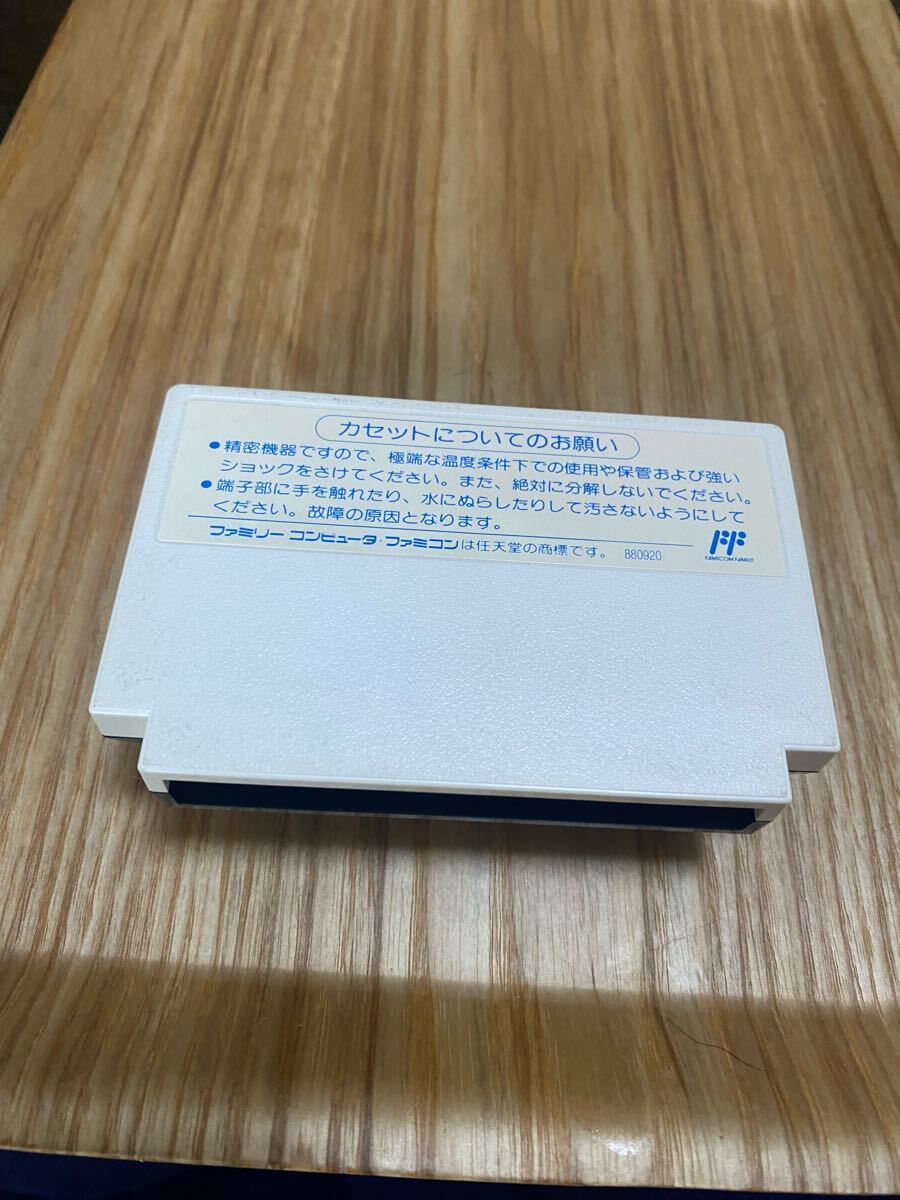 カセットについてのお願い
●精密機器ですので、極端な温度条件下での使用や保管および強い
ショックをさけてください。また、絶対に分解しないでください。
●端子部に手を触れたり、水にぬらしたりして汚さないようにして
ください。故障の原因となります。
ファミリー コンピュータ・ファミコンは任天堂の商標です。 880920
FAMICOM FAMILY